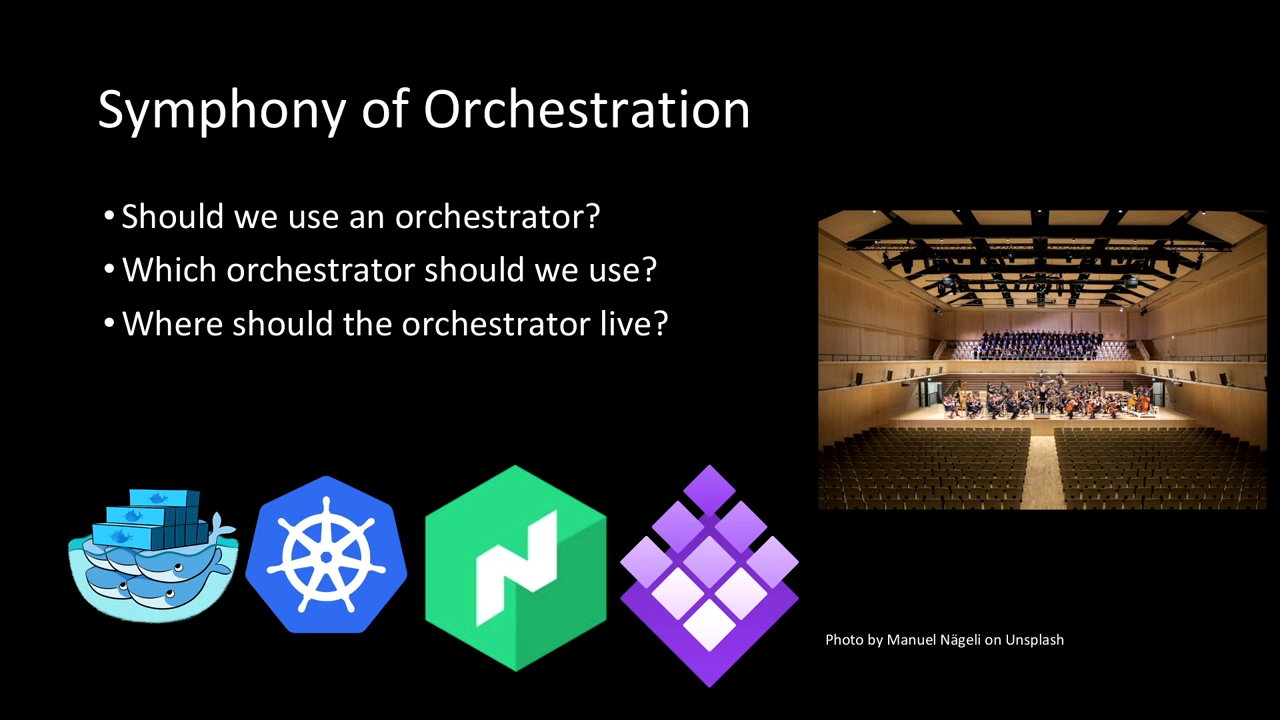 Symphony of Orchestration
• Should we use an orchestrator?
• Which orchestrator should we use?
• Where should the orchestrator live?
Photo by Manuel Nägeli on Unsplash